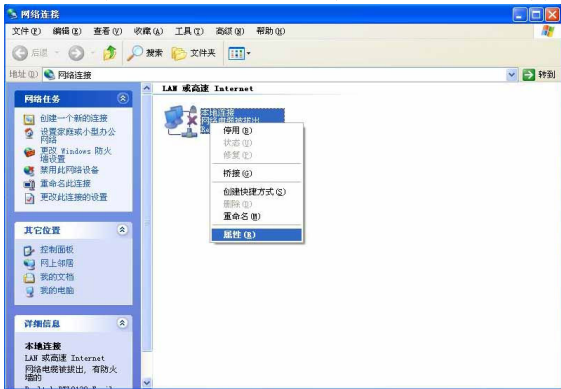 网络连接
文件(F) 编辑(E) 查看(V) 收藏(A) 工具(T) 高级(N) 帮助(H)
后退 搜索 文件夹
地址(D) 网络连接 转到
LAN 或高速 Internet
网络任务
创建一个新的连接
设置家庭或小型办公
网络
更改 Windows 防火
墙设置
禁用此网络设备
重命名此连接
更改此连接的设置
其它位置
控制面板
网上邻居
我的文档
我的电脑
详细信息
本地连接
LAN 或高速 Internet
网络电缆被拔出, 有防火
墙的
本地连接
网络电缆被拔出
停用(B)
状态(U)
修复(P)
桥接(G)
创建快捷方式(S)
删除(D)
重命名(M)
属性(R)